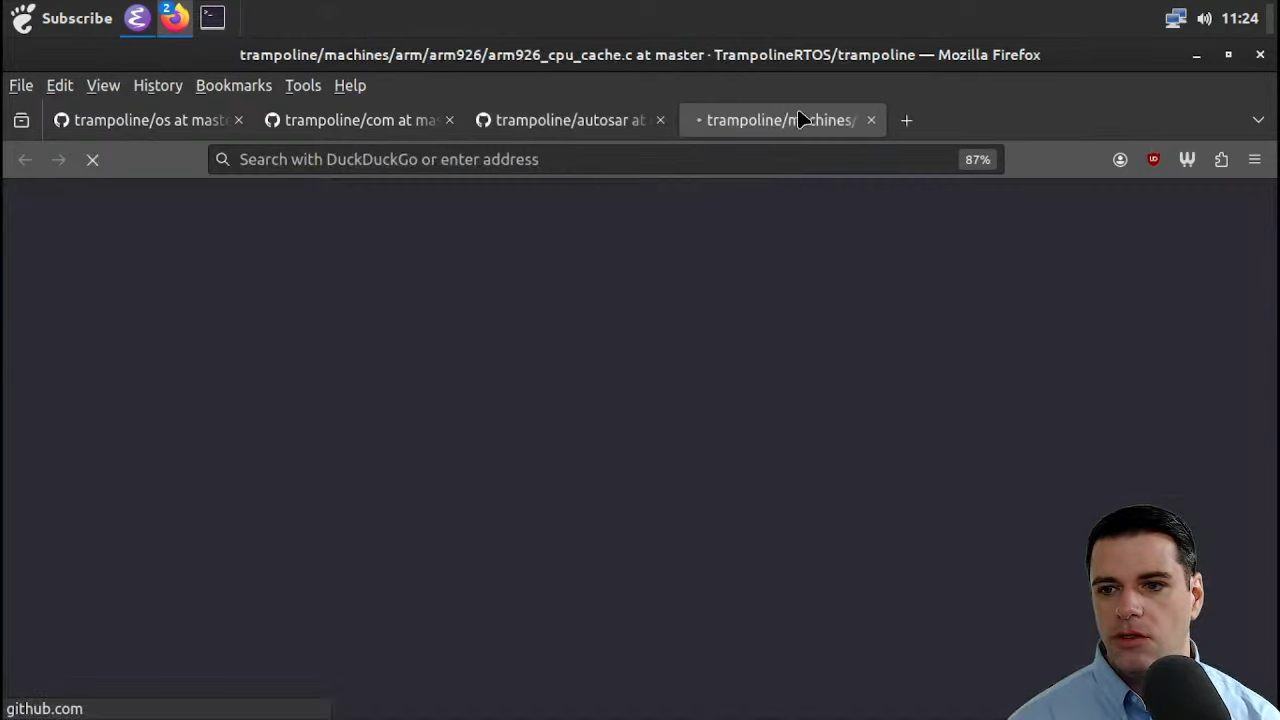 Subscribe
2
11:24
trampoline/machines/arm/arm926/arm926_cpu_cache.c at master · TrampolineRTOS/trampoline — Mozilla Firefox
File Edit View History Bookmarks Tools Help
trampoline/os at mast trampoline/com at ma trampoline/autosar at trampoline/machines/
Search with DuckDuckGo or enter address 87%
github.com